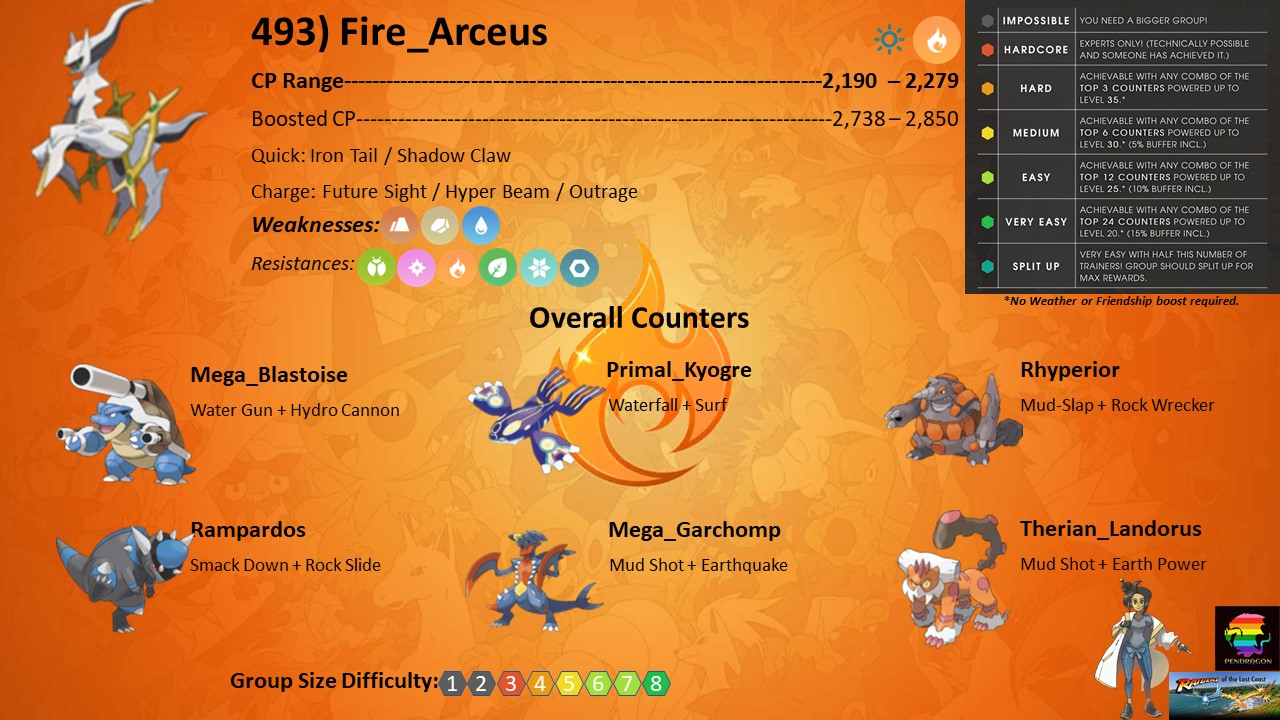 493) Fire_Arceus
CP Range--------------------------------------------------------------------2,190 – 2,279
Boosted CP--------------------------------------------------------------------2,738 – 2,850
Quick: Iron Tail / Shadow Claw
Charge: Future Sight / Hyper Beam / Outrage
Weaknesses:
Resistances:
IMPOSSIBLE YOU NEED A BIGGER GROUP!
HARDCORE EXPERTS ONLY! (TECHNICALLY POSSIBLE
AND SOMEONE HAS ACHIEVED IT.)
HARD ACHIEVABLE WITH ANY COMBO OF THE
TOP 3 COUNTERS POWERED UP TO
LEVEL 35.*
MEDIUM ACHIEVABLE WITH ANY COMBO OF THE
TOP 6 COUNTERS POWERED UP TO
LEVEL 30.* (5% BUFFER INCL.)
EASY ACHIEVABLE WITH ANY COMBO OF THE
TOP 12 COUNTERS POWERED UP TO
LEVEL 25.* (10% BUFFER INCL.)
VERY EASY ACHIEVABLE WITH ANY COMBO OF THE
TOP 24 COUNTERS POWERED UP TO
LEVEL 20.* (15% BUFFER INCL.)
SPLIT UP VERY EASY WITH HALF THIS NUMBER OF
TRAINERS! GROUP SHOULD SPLIT UP FOR
MAX REWARDS.
*No Weather or Friendship boost required.
Overall Counters
Mega_Blastoise
Water Gun + Hydro Cannon
Primal_Kyogre
Waterfall + Surf
Rhyperior
Mud-Slap + Rock Wrecker
Rampardos
Smack Down + Rock Slide
Mega_Garchomp
Mud Shot + Earthquake
Therian_Landorus
Mud Shot + Earth Power
Group Size Difficulty: 1 2 3 4 5 6 7 8
PENDRAGON
RAIDERS of the Lost Coast